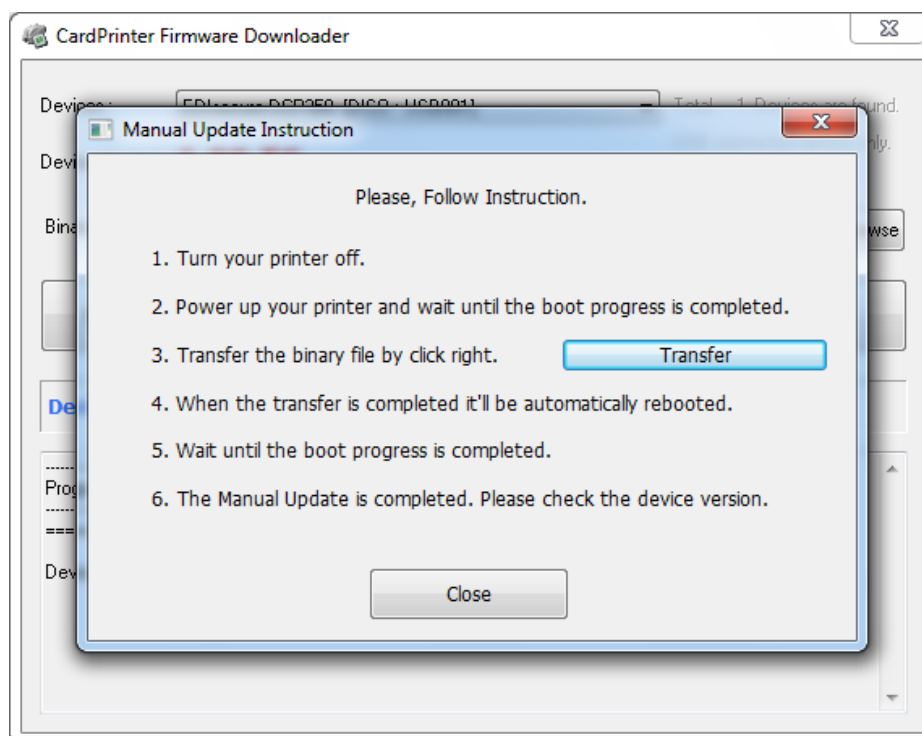 CardPrinter Firmware Downloader
Manual Update Instruction
Please, Follow Instruction.
1. Turn your printer off.
2. Power up your printer and wait until the boot progress is completed.
3. Transfer the binary file by click right.
Transfer
4. When the transfer is completed it'll be automatically rebooted.
5. Wait until the boot progress is completed.
6. The Manual Update is completed. Please check the device version.
Close